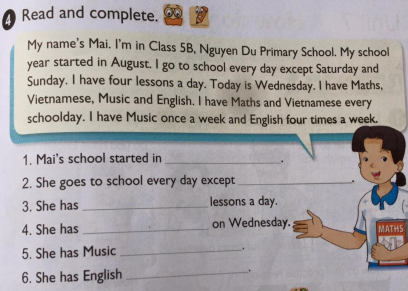 4 Read and complete.
My name's Mai. I'm in Class 5B, Nguyen Du Primary School. My school
year started in August. I go to school every day except Saturday and
Sunday. I have four lessons a day. Today is Wednesday. I have Maths,
Vietnamese, Music and English. I have Maths and Vietnamese every
schoolday. I have Music once a week and English four times a week.
1. Mai's school started in ____________.
2. She goes to school every day except ____________.
3. She has ____________ lessons a day.
4. She has ____________ on Wednesday.
5. She has Music ____________.
6. She has English ____________.
MATHS